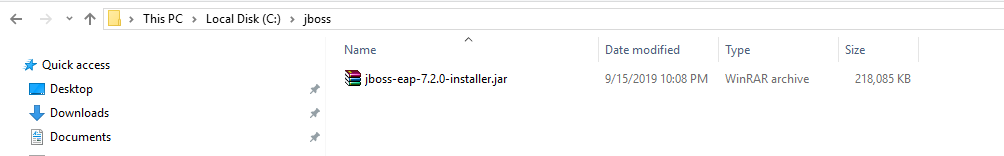 This PC > Local Disk (C:) > jboss
Name Date modified Type Size
Quick access
jboss-eap-7.2.0-installer.jar 9/15/2019 10:08 PM WinRAR archive 218,085 KB
Desktop
Downloads
Documents